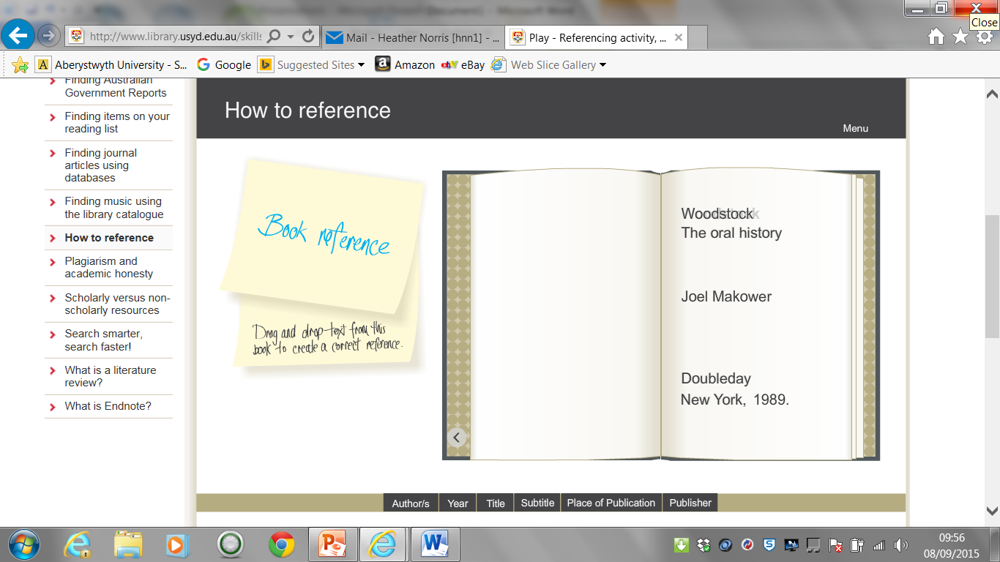 Close
http://www.library.usyd.edu.au/skills
Mail - Heather Norris [hnn1] - ...
Play - Referencing activity, ...
Aberystwyth University - S...
Google
Suggested Sites
Amazon
eBay
Web Slice Gallery
Finding Australian
Government Reports
Finding items on your
reading list
Finding journal
articles using
databases
Finding music using
the library catalogue
How to reference
Plagiarism and
academic honesty
Scholarly versus non-
scholarly resources
Search smarter,
search faster!
What is a literature
review?
What is Endnote?
How to reference
Menu
Book reference
Drag and drop text from this
book to create a correct reference.
Woodstock
The oral history
Joel Makower
Doubleday
New York, 1989.
Author/s
Year
Title
Subtitle
Place of Publication
Publisher
09:56
08/09/2015